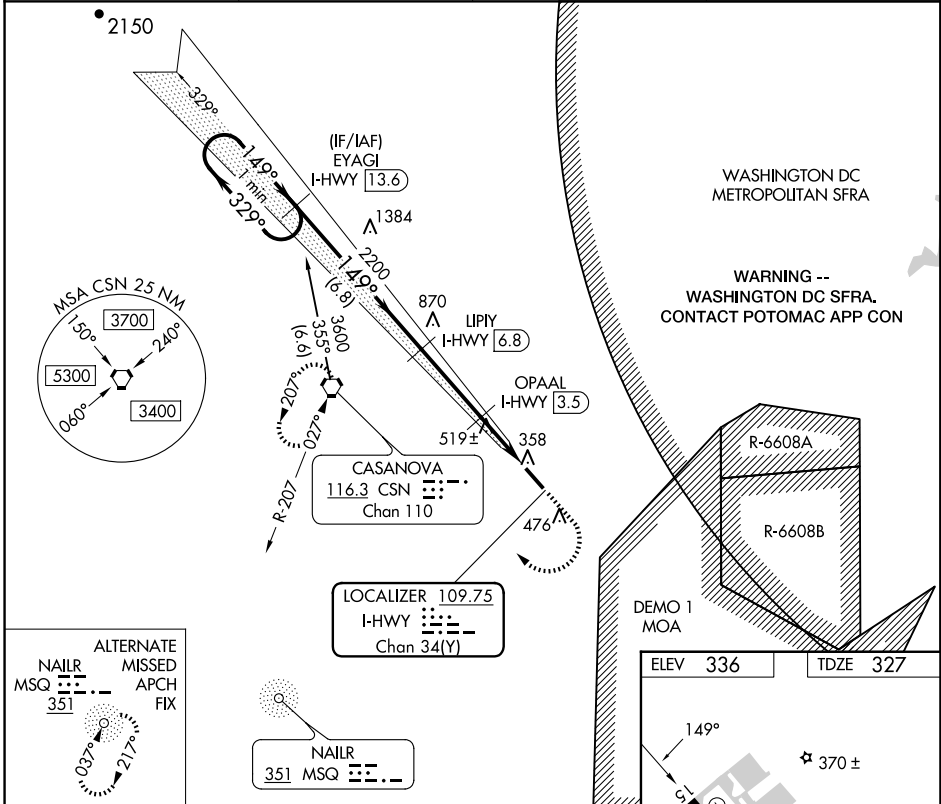 2150
329°
(IF/IAF)
EYAGI
I-HWY 13.6
149°
1 min
329°
1384
2200
149°
(6.8)
870
LIPIY
I-HWY 6.8
3600
355°
(6.6)
OPAAL
I-HWY 3.5
519±
358
207°
027°
R-207
476
MSA CSN 25 NM
150°
3700
240°
5300
060°
3400
CASANOVA
116.3 CSN
Chan 110
LOCALIZER 109.75
I-HWY
Chan 34(Y)
WASHINGTON DC
METROPOLITAN SFRA
WARNING --
WASHINGTON DC SFRA.
CONTACT POTOMAC APP CON
R-6608A
R-6608B
DEMO 1
MOA
ALTERNATE
MISSED
APCH
FIX
NAILR
MSQ
351
037°
217°
NAILR
351 MSQ
ELEV 336
TDZE 327
149°
15
370 ±